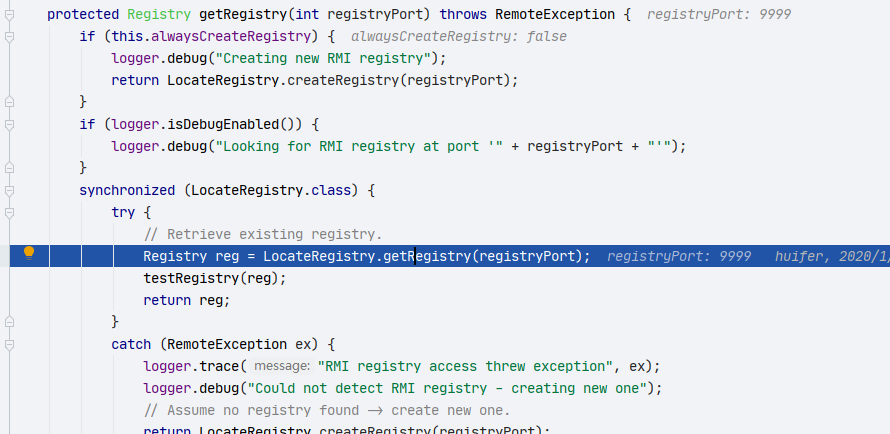 protected Registry getRegistry(int registryPort) throws RemoteException {  registryPort: 9999
if (this.alwaysCreateRegistry) {  alwaysCreateRegistry: false
logger.debug("Creating new RMI registry");
return LocateRegistry.createRegistry(registryPort);
}
if (logger.isDebugEnabled()) {
logger.debug("Looking for RMI registry at port '" + registryPort + "'");
}
synchronized (LocateRegistry.class) {
try {
// Retrieve existing registry.
Registry reg = LocateRegistry.getRegistry(registryPort);  registryPort: 9999  huifer, 2020/1/
testRegistry(reg);
return reg;
}
catch (RemoteException ex) {
logger.trace( message: "RMI registry access threw exception", ex);
logger.debug("Could not detect RMI registry - creating new one");
// Assume no registry found -> create new one.
return LocateRegistry.createRegistry(registryPort);